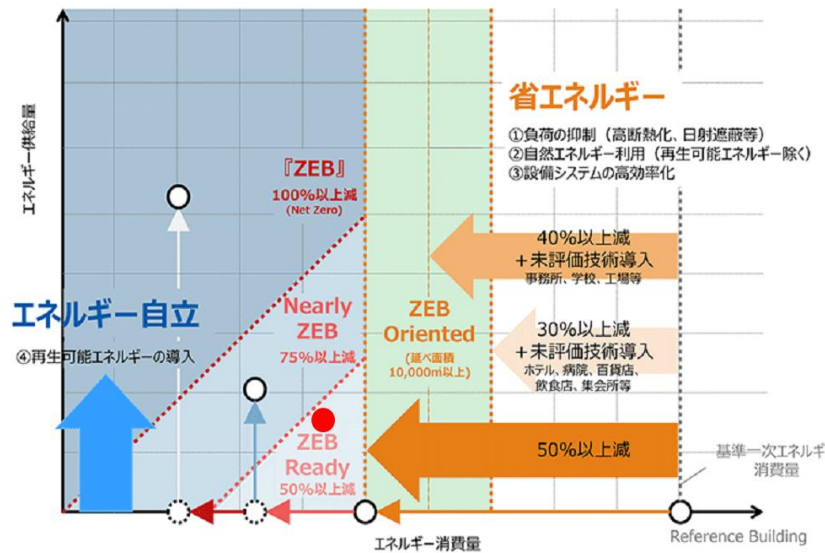 エネルギー供給量
省エネルギー
①負荷の抑制（高断熱化、日射遮蔽等）
②自然エネルギー利用（再生可能エネルギー除く）
③設備システムの高効率化
『ZEB』
100%以上減
(Net Zero)
40%以上減
＋未評価技術導入
事務所、学校、工場等
エネルギー自立
④再生可能エネルギーの導入
Nearly
ZEB
75%以上減
ZEB
Oriented
（延べ面積
10,000㎡以上）
30%以上減
＋未評価技術導入
ホテル、病院、百貨店、
飲食店、集会所等
ZEB
Ready
50%以上減
50%以上減
基準一次エネルギ
消費量
エネルギー消費量
Reference Building